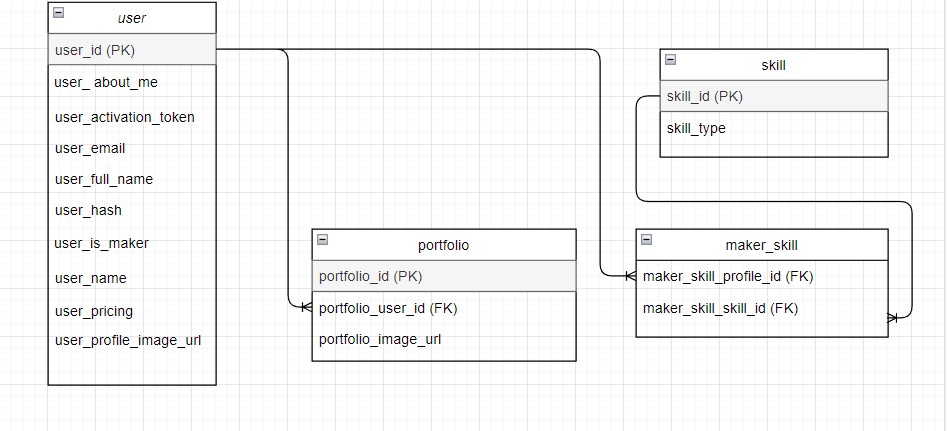 user
user_id (PK)
user_ about_me
user_activation_token
user_email
user_full_name
user_hash
user_is_maker
user_name
user_pricing
user_profile_image_url
portfolio
portfolio_id (PK)
portfolio_user_id (FK)
portfolio_image_url
skill
skill_id (PK)
skill_type
maker_skill
maker_skill_profile_id (FK)
maker_skill_skill_id (FK)